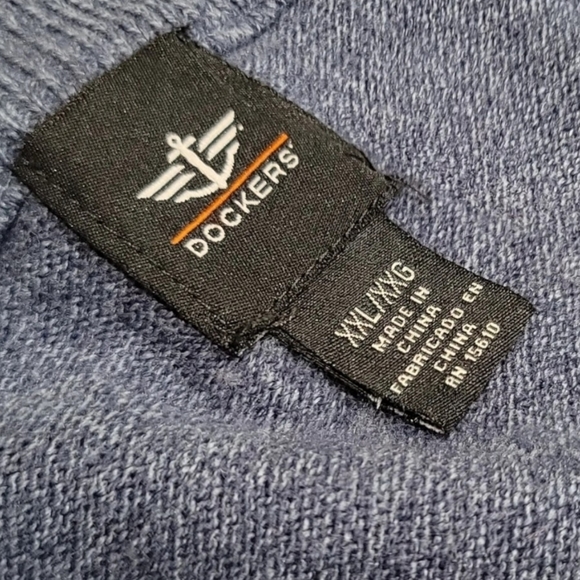 DOCKERS
XXL/XXG
MADE IN
CHINA
FABRICADO EN
CHINA
RN 15610